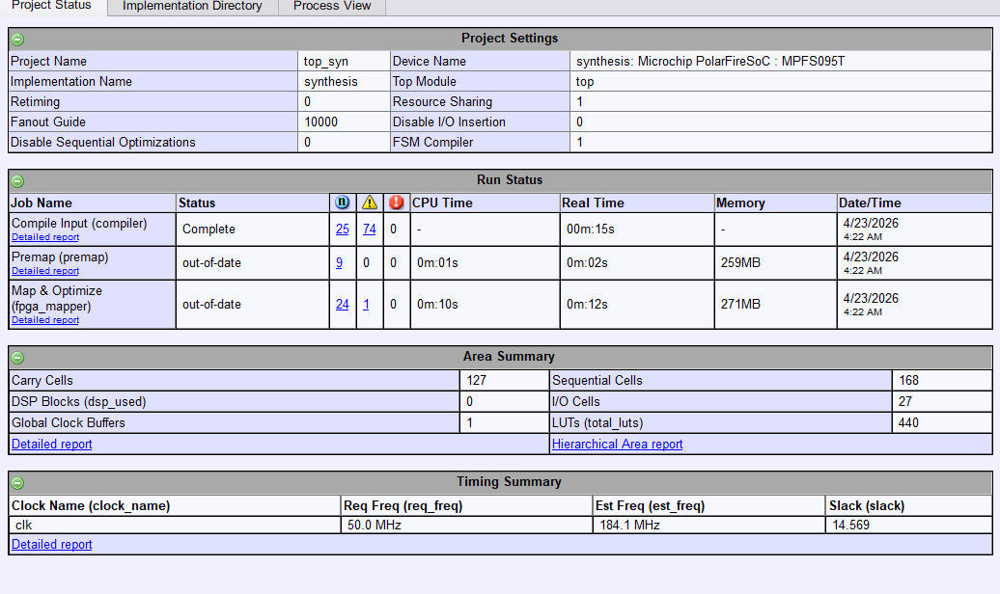 Project Status Implementation Directory Process View
Project Settings
Project Name top_syn Device Name synthesis: Microchip PolarFireSoC : MPFS095T
Implementation Name synthesis Top Module top
Retiming 0 Resource Sharing 1
Fanout Guide 10000 Disable I/O Insertion 0
Disable Sequential Optimizations 0 FSM Compiler 1
Run Status
Job Name Status n ! ! CPU Time Real Time Memory Date/Time
Compile Input (compiler) Complete 25 74 0 - 00m:15s - 4/23/2026
Detailed report 4:22 AM
Premap (premap) out-of-date 9 0 0 0m:01s 0m:02s 259MB 4/23/2026
Detailed report 4:22 AM
Map & Optimize
(fpga_mapper) out-of-date 24 1 0 0m:10s 0m:12s 271MB 4/23/2026
Detailed report 4:22 AM
Area Summary
Carry Cells 127 Sequential Cells 168
DSP Blocks (dsp_used) 0 I/O Cells 27
Global Clock Buffers 1 LUTs (total_luts) 440
Detailed report Hierarchical Area report
Timing Summary
Clock Name (clock_name) Req Freq (req_freq) Est Freq (est_freq) Slack (slack)
clk 50.0 MHz 184.1 MHz 14.569
Detailed report